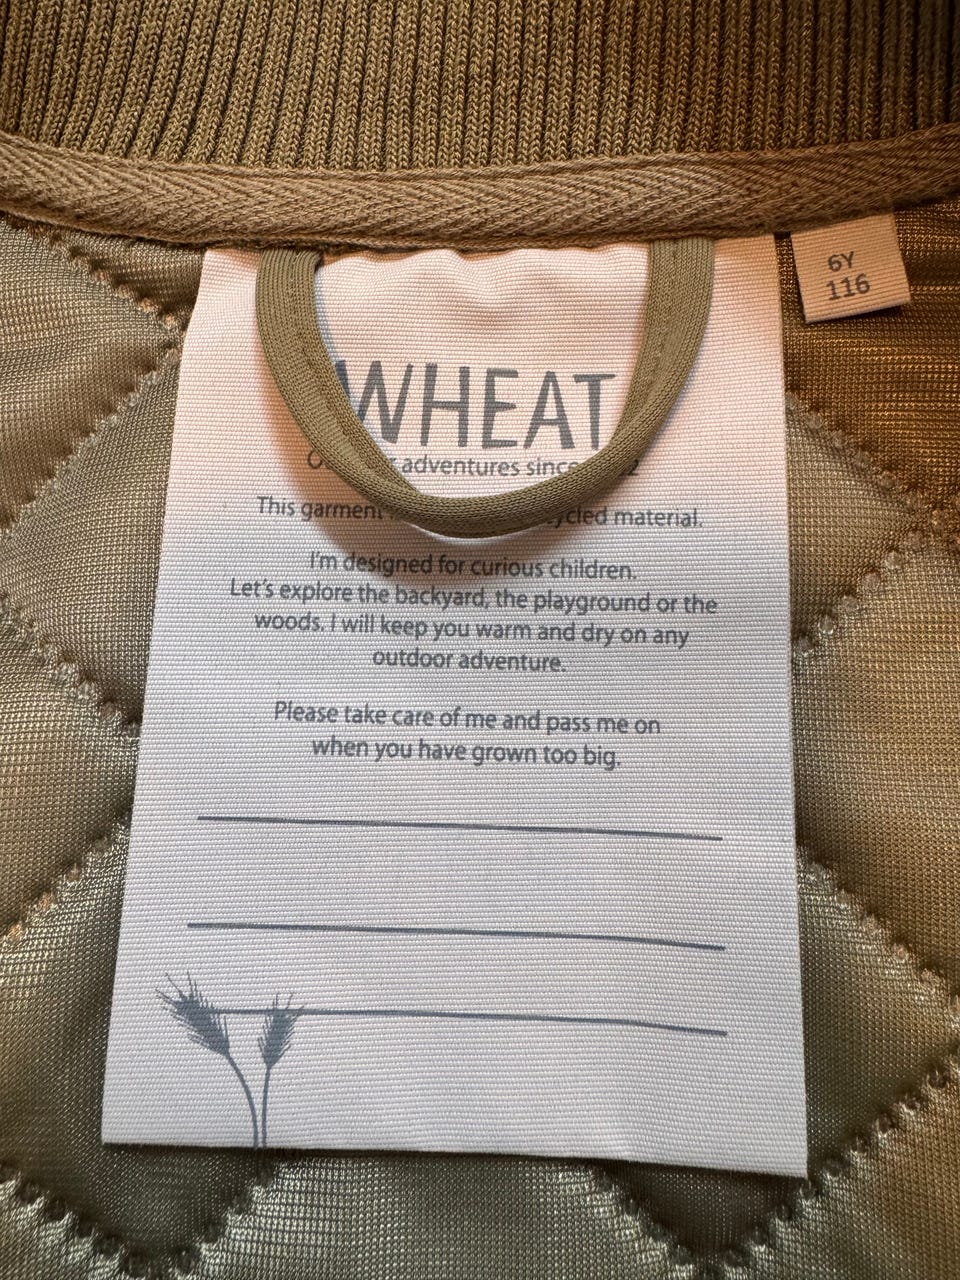 WHEAT
adventures since
This garment material.
I'm designed for curious children.
Let's explore the backyard, the playground or the
woods. I will keep you warm and dry on any
outdoor adventure.
Please take care of me and pass me on
when you have grown too big.
6Y
116